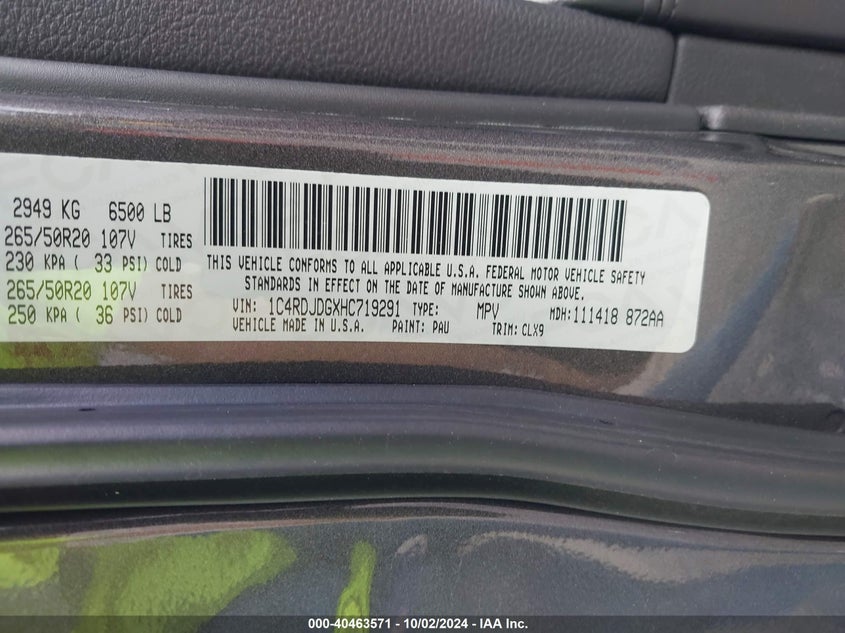 2949 KG 6500 LB
265/50R20 107V TIRES
230 KPA ( 33 PSI) COLD
265/50R20 107V TIRES
250 KPA ( 36 PSI) COLD
THIS VEHICLE CONFORMS TO ALL APPLICABLE U.S.A. FEDERAL MOTOR VEHICLE SAFETY
STANDARDS IN EFFECT ON THE DATE OF MANUFACTURE SHOWN ABOVE.
VIN: 1C4RDJDGXHC719291 TYPE: MPV MDH: 111418 872AA
VEHICLE MADE IN U.S.A. PAINT: PAU TRIM: CLX9
000-40463571 - 10/02/2024 - IAA Inc.